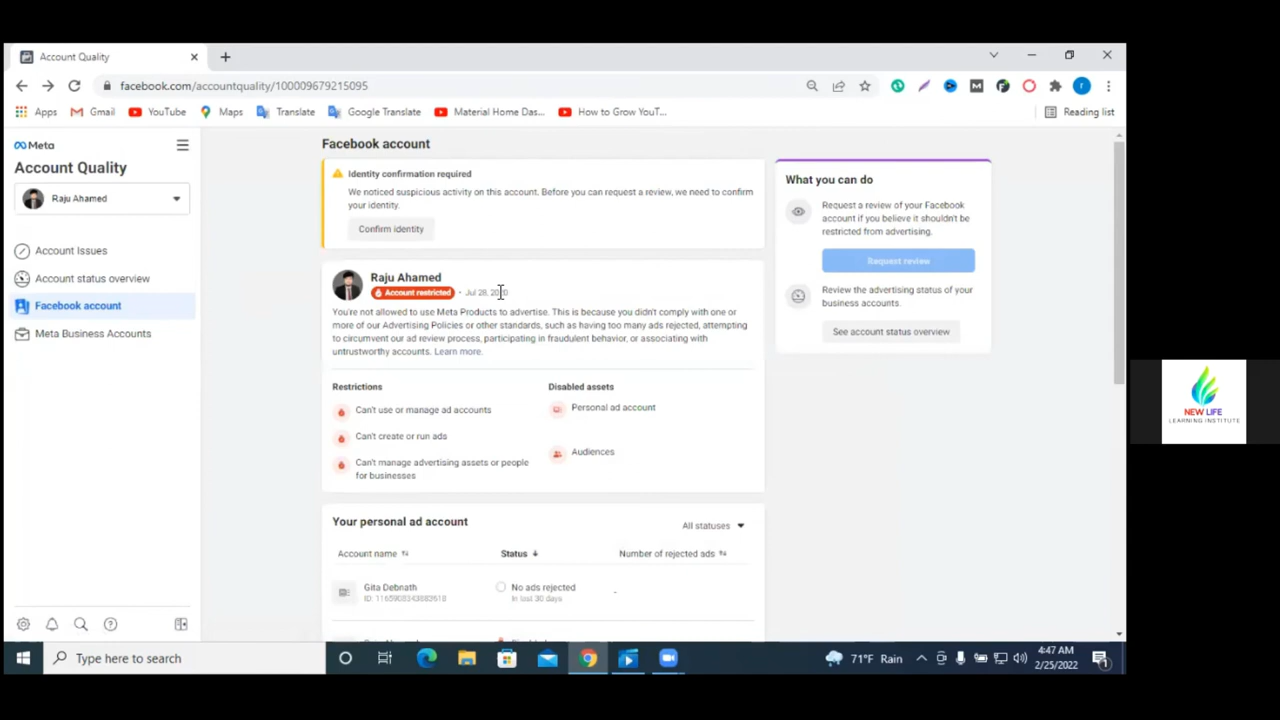 Account Quality
facebook.com/accountquality/100009679215095
Apps
Gmail
YouTube
Maps
Translate
Google Translate
Material Home Das...
How to Grow YouT...
Reading list
Meta
Account Quality
Raju Ahamed
Account Issues
Account status overview
Facebook account
Meta Business Accounts
Facebook account
Identity confirmation required
We noticed suspicious activity on this account. Before you can request a review, we need to confirm
your identity.
Confirm identity
Raju Ahamed
Account restricted
• Jul 28, 2020
You're not allowed to use Meta Products to advertise. This is because you didn't comply with one or
more of our Advertising Policies or other standards, such as having too many ads rejected, attempting
to circumvent our ad review process, participating in fraudulent behavior, or associating with
untrustworthy accounts. Learn more.
Restrictions
Can't use or manage ad accounts
Can't create or run ads
Can't manage advertising assets or people
for businesses
Disabled assets
Personal ad account
Audiences
Your personal ad account
All statuses
Account name
Status
Number of rejected ads
Gita Debnath
No ads rejected
In last 30 days
-
What you can do
Request a review of your Facebook
account if you believe it shouldn't be
restricted from advertising.
Request review
Review the advertising status of your
business accounts.
See account status overview
NEW LIFE
LEARNING INSTITUTE
Type here to search
71°F Rain
4:47 AM
2/25/2022
1